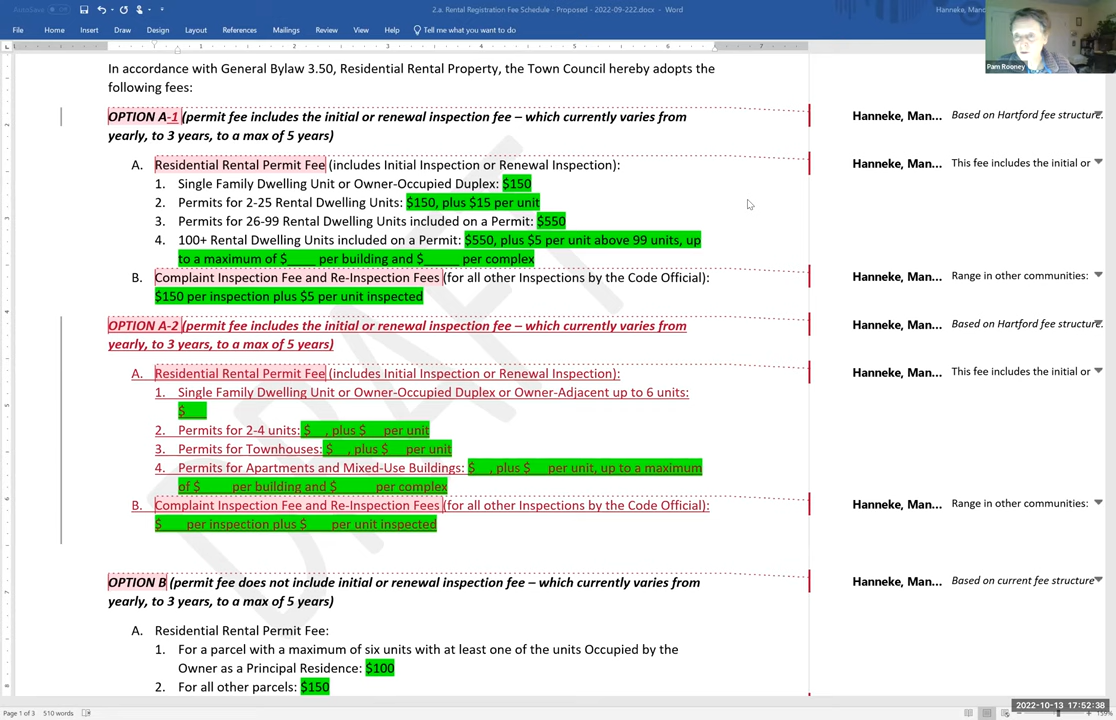 AutoSave
2.a. Rental Registration Fee Schedule - Proposed - 2022-09-222.docx - Word
Hanneke, Manc
File Home Insert Draw Design Layout References Mailings Review View Help Tell me what you want to do
Pam Rooney
In accordance with General Bylaw 3.50, Residential Rental Property, the Town Council hereby adopts the
following fees:
OPTION A-1 (permit fee includes the initial or renewal inspection fee – which currently varies from
yearly, to 3 years, to a max of 5 years)
Hanneke, Man... Based on Hartford fee structure.
A. Residential Rental Permit Fee (includes Initial Inspection or Renewal Inspection):
Hanneke, Man... This fee includes the initial or
1. Single Family Dwelling Unit or Owner-Occupied Duplex: $150
2. Permits for 2-25 Rental Dwelling Units: $150, plus $15 per unit
3. Permits for 26-99 Rental Dwelling Units included on a Permit: $550
4. 100+ Rental Dwelling Units included on a Permit: $550, plus $5 per unit above 99 units, up
to a maximum of $____ per building and $_____ per complex
B. Complaint Inspection Fee and Re-Inspection Fees (for all other Inspections by the Code Official):
Hanneke, Man... Range in other communities:
$150 per inspection plus $5 per unit inspected
OPTION A-2 (permit fee includes the initial or renewal inspection fee – which currently varies from
Hanneke, Man... Based on Hartford fee structure.
yearly, to 3 years, to a max of 5 years)
A. Residential Rental Permit Fee (includes Initial Inspection or Renewal Inspection):
Hanneke, Man... This fee includes the initial or
1. Single Family Dwelling Unit or Owner-Occupied Duplex or Owner-Adjacent up to 6 units:
$___
2. Permits for 2-4 units: $__, plus $__ per unit
3. Permits for Townhouses: $__, plus $__ per unit
4. Permits for Apartments and Mixed-Use Buildings: $__, plus $__ per unit, up to a maximum
of $____ per building and $_____ per complex
B. Complaint Inspection Fee and Re-Inspection Fees (for all other Inspections by the Code Official):
Hanneke, Man... Range in other communities:
$___ per inspection plus $___ per unit inspected
OPTION B (permit fee does not include initial or renewal inspection fee – which currently varies from
Hanneke, Man... Based on current fee structure
yearly, to 3 years, to a max of 5 years)
A. Residential Rental Permit Fee:
1. For a parcel with a maximum of six units with at least one of the units Occupied by the
Owner as a Principal Residence: $100
2. For all other parcels: $150
DRAFT
2022-10-13 17:52:38
Page 1 of 3 510 words